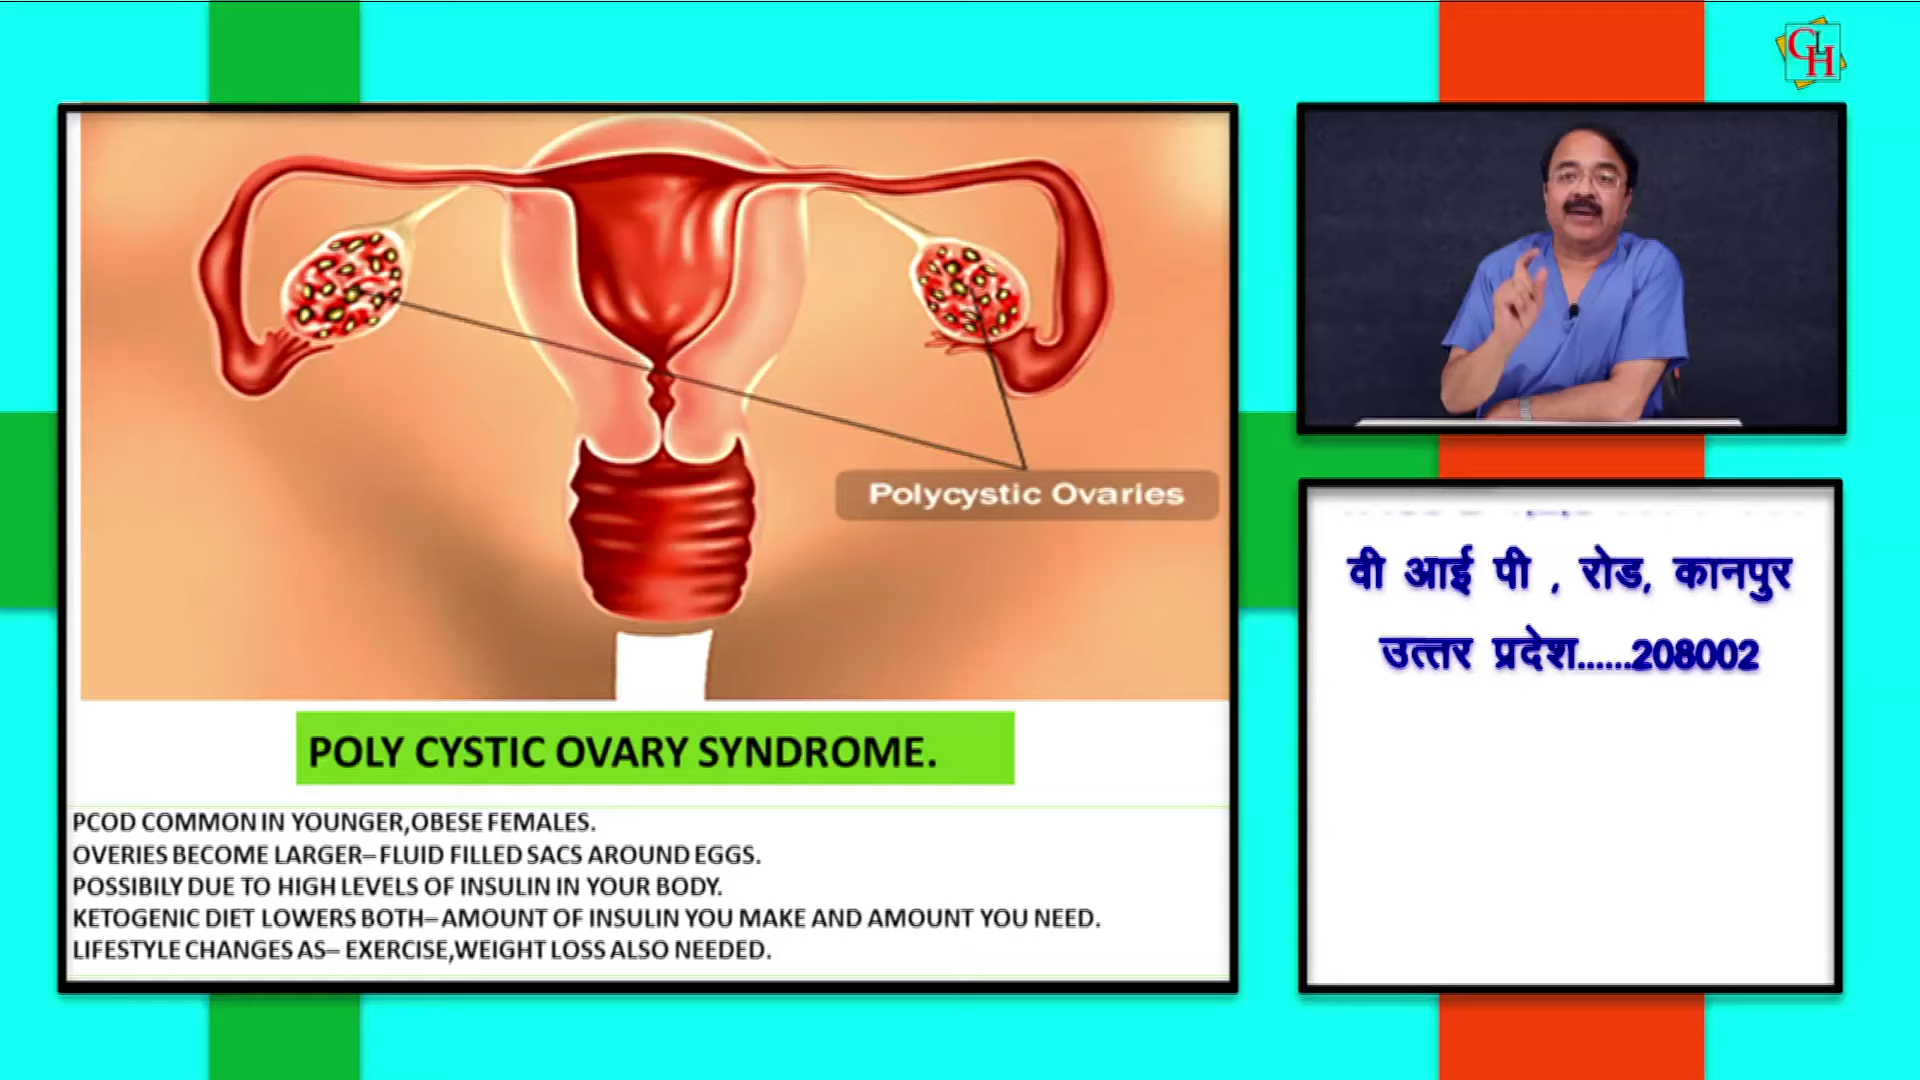 GLH
Polycystic Ovaries
POLY CYSTIC OVARY SYNDROME.
PCOD COMMON IN YOUNGER,OBESE FEMALES.
OVERIES BECOME LARGER– FLUID FILLED SACS AROUND EGGS.
POSSIBILY DUE TO HIGH LEVELS OF INSULIN IN YOUR BODY.
KETOGENIC DIET LOWERS BOTH– AMOUNT OF INSULIN YOU MAKE AND AMOUNT YOU NEED.
LIFESTYLE CHANGES AS– EXERCISE,WEIGHT LOSS ALSO NEEDED.
वी आई पी , रोड, कानपुर
उत्तर प्रदेश......208002